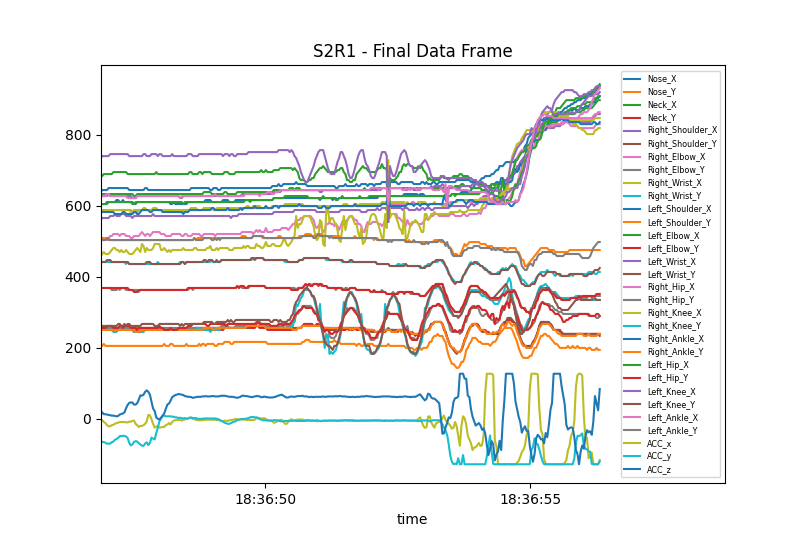 S2R1 - Final Data Frame
800
600
400
200
0
18:36:50
18:36:55
time
Nose_X
Nose_Y
Neck_X
Neck_Y
Right_Shoulder_X
Right_Shoulder_Y
Right_Elbow_X
Right_Elbow_Y
Right_Wrist_X
Right_Wrist_Y
Left_Shoulder_X
Left_Shoulder_Y
Left_Elbow_X
Left_Elbow_Y
Left_Wrist_X
Left_Wrist_Y
Right_Hip_X
Right_Hip_Y
Right_Knee_X
Right_Knee_Y
Right_Ankle_X
Right_Ankle_Y
Left_Hip_X
Left_Hip_Y
Left_Knee_X
Left_Knee_Y
Left_Ankle_X
Left_Ankle_Y
ACC_x
ACC_y
ACC_z